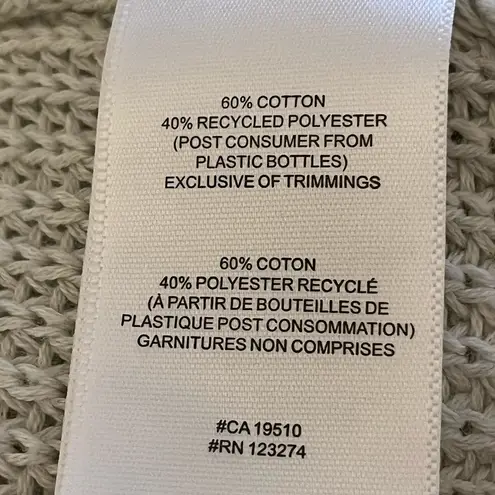 60% COTTON
40% RECYCLED POLYESTER
(POST CONSUMER FROM
PLASTIC BOTTLES)
EXCLUSIVE OF TRIMMINGS
60% COTON
40% POLYESTER RECYCLÉ
(À PARTIR DE BOUTEILLES DE
PLASTIQUE POST CONSOMMATION)
GARNITURES NON COMPRISES
#CA 19510
#RN 123274